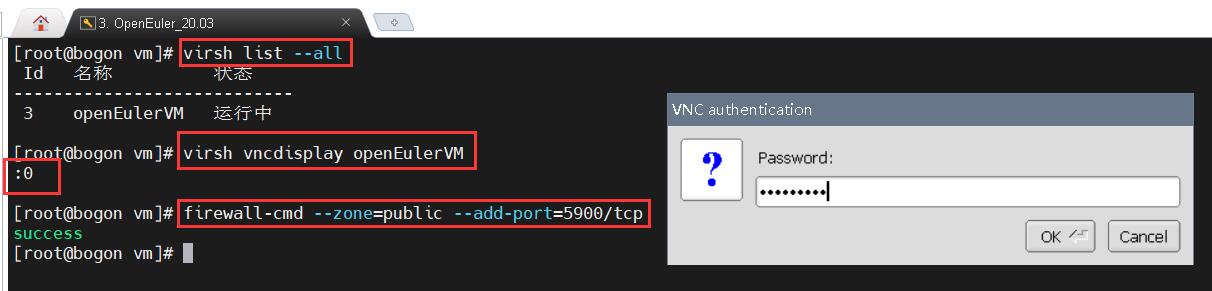 3. OpenEuler_20.03
[root@bogon vm]# virsh list --all
Id 名称 状态
----------------------------
3 openEulerVM 运行中
[root@bogon vm]# virsh vncdisplay openEulerVM
:0
[root@bogon vm]# firewall-cmd --zone=public --add-port=5900/tcp
success
[root@bogon vm]#
VNC authentication
?
Password:
•••••••••
OK
Cancel